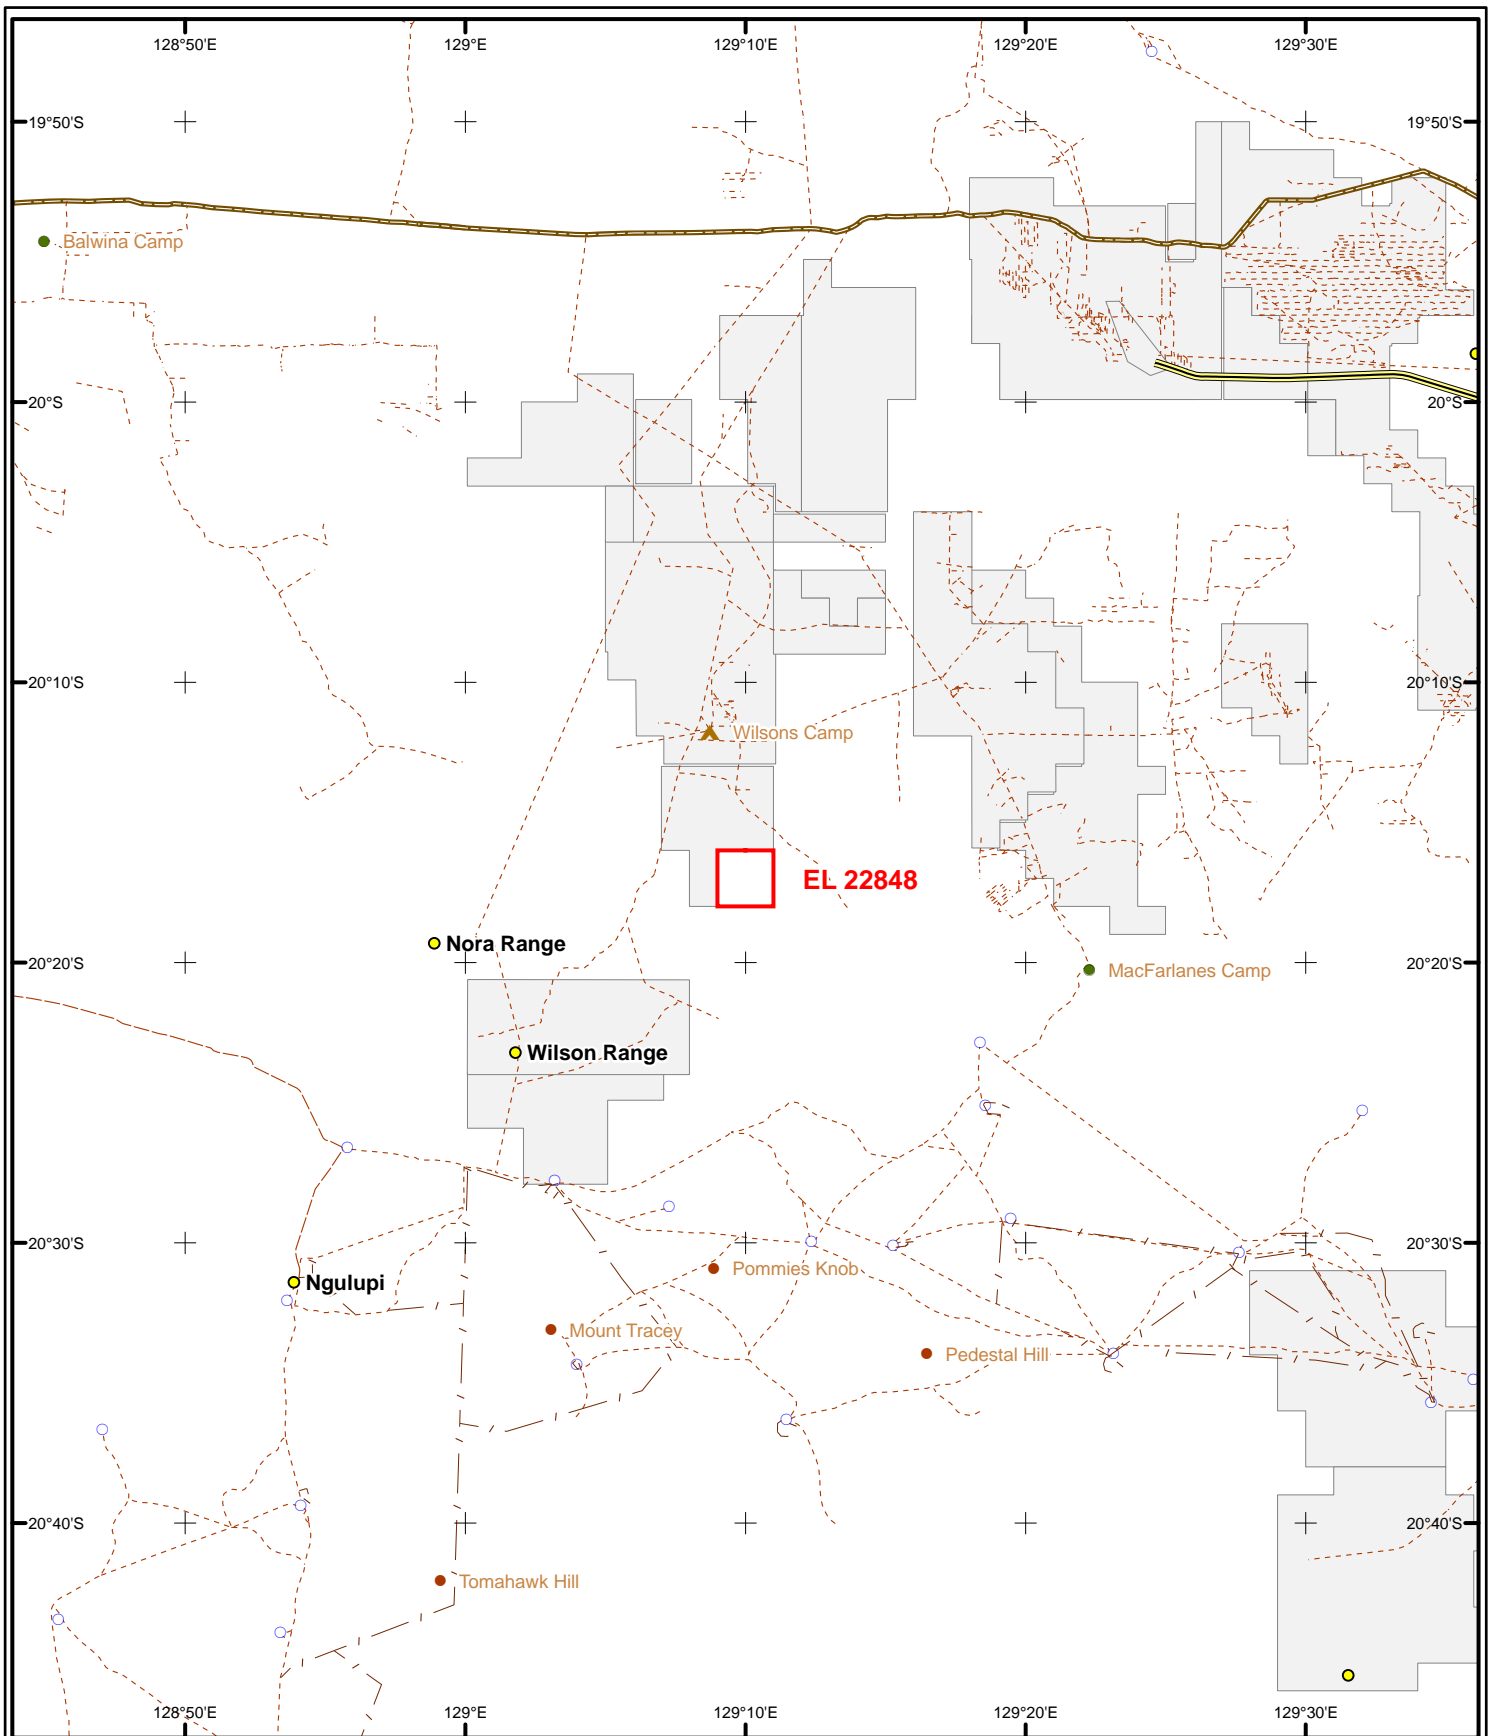 128°50'E
129°E
129°10'E
129°20'E
129°30'E
19°50'S
19°50'S
Balwina Camp
20°S
20°S
20°10'S
20°10'S
Wilsons Camp
EL 22848
Nora Range
20°20'S
20°20'S
MacFarlanes Camp
Wilson Range
20°30'S
20°30'S
Pommies Knob
Ngulupi
Mount Tracey
Pedestal Hill
20°40'S
20°40'S
Tomahawk Hill
128°50'E
129°E
129°10'E
129°20'E
129°30'E